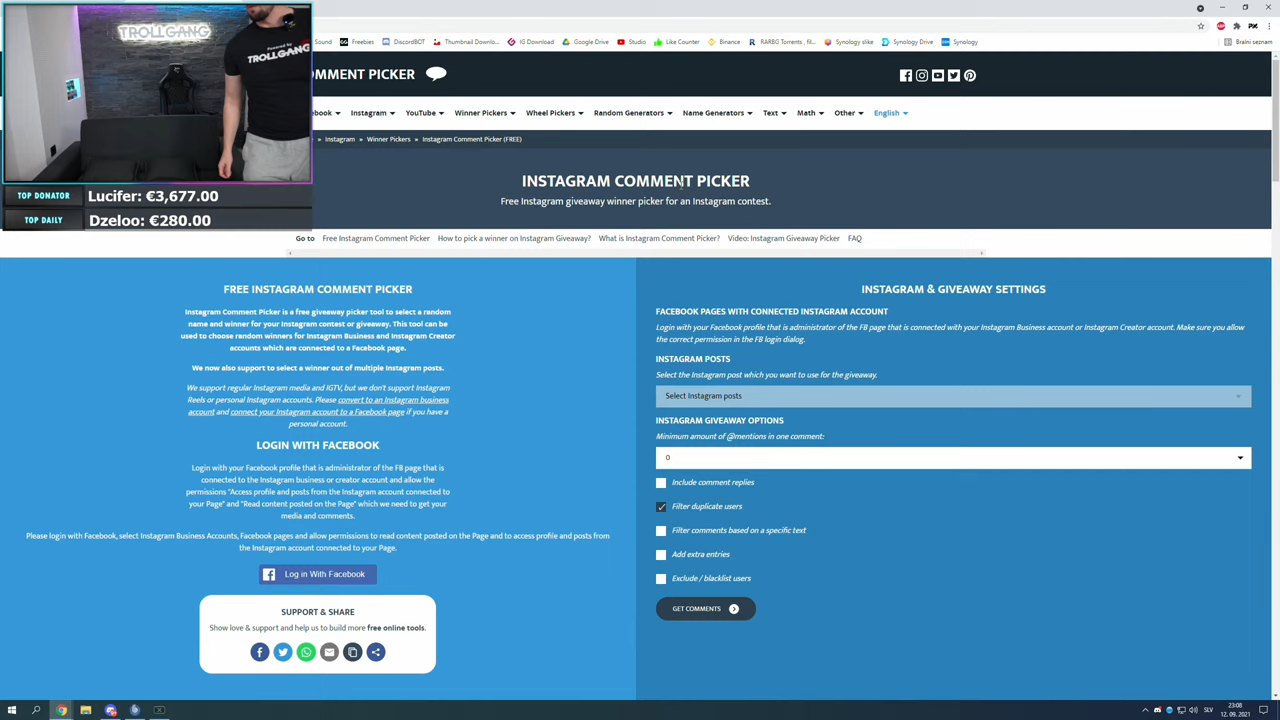 TROLLGANG
Powered by
TROLLGANG
TOP DONATOR Lucifer: €3,677.00
TOP DAILY Dzeloo: €280.00
Sound Freebies DiscordBOT Thumbnail Downlo... IG Download Google Drive Studio Like Counter Binance RARBG Torrents , fil... Synology slike Synology Drive Synology Bralni seznam
OMMENT PICKER
ebook Instagram YouTube Winner Pickers Wheel Pickers Random Generators Name Generators Text Math Other English
» Instagram » Winner Pickers » Instagram Comment Picker (FREE)
INSTAGRAM COMMENT PICKER
Free Instagram giveaway winner picker for an Instagram contest.
Go to Free Instagram Comment Picker How to pick a winner on Instagram Giveaway? What is Instagram Comment Picker? Video: Instagram Giveaway Picker FAQ
FREE INSTAGRAM COMMENT PICKER
Instagram Comment Picker is a free giveaway picker tool to select a random
name and winner for your Instagram contest or giveaway. This tool can be
used to choose random winners for Instagram Business and Instagram Creator
accounts which are connected to a Facebook page.
We now also support to select a winner out of multiple Instagram posts.
We support regular Instagram media and IGTV, but we don't support Instagram
Reels or personal Instagram accounts. Please convert to an Instagram business
account and connect your Instagram account to a Facebook page if you have a
personal account.
LOGIN WITH FACEBOOK
Login with your Facebook profile that is administrator of the FB page that is
connected to the Instagram business or creator account and allow the
permissions "Access profile and posts from the Instagram account connected to
your Page" and "Read content posted on the Page" which we need to get your
media and comments.
Please login with Facebook, select Instagram Business Accounts, Facebook pages and allow permissions to read content posted on the Page and to access profile and posts from
the Instagram account connected to your Page.
Log in With Facebook
SUPPORT & SHARE
Show love & support and help us to build more free online tools.
INSTAGRAM & GIVEAWAY SETTINGS
FACEBOOK PAGES WITH CONNECTED INSTAGRAM ACCOUNT
Login with your Facebook profile that is administrator of the FB page that is connected with your Instagram Business account or Instagram Creator account. Make sure you allow
the correct permission in the FB login dialog.
INSTAGRAM POSTS
Select the Instagram post which you want to use for the giveaway.
Select Instagram posts
INSTAGRAM GIVEAWAY OPTIONS
Minimum amount of @mentions in one comment:
0
Include comment replies
Filter duplicate users
Filter comments based on a specific text
Add extra entries
Exclude / blacklist users
GET COMMENTS
SLV
23:08
12. 09. 2021